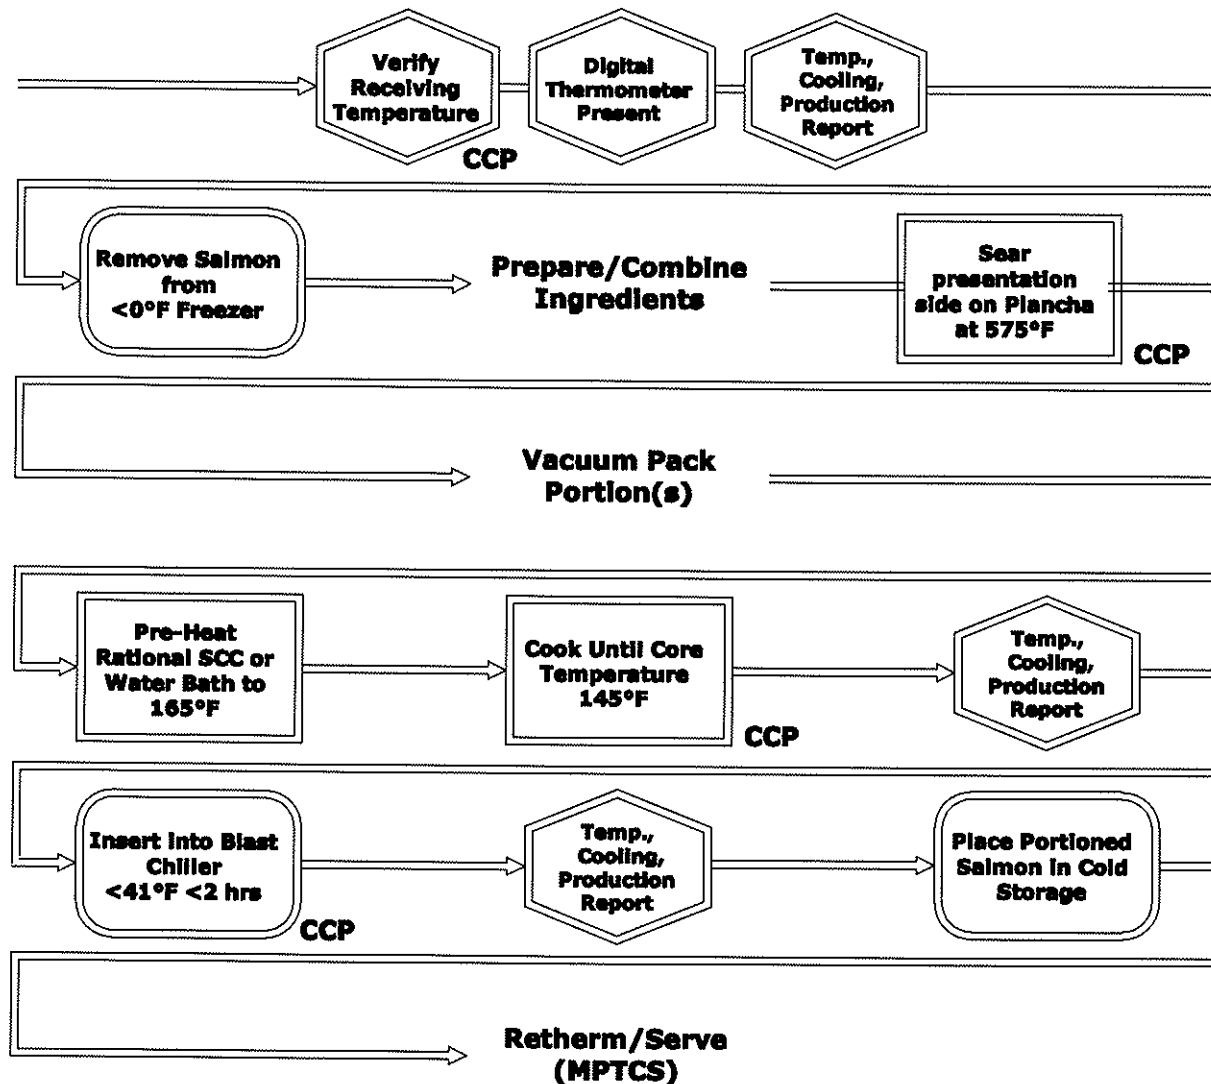 Verify
Receiving
Temperature
CCP
Digital
Thermometer
Present
Temp.,
Cooling,
Production
Report
Remove Salmon
from
<0°F Freezer
Prepare/Combine
Ingredients
Sear
presentation
side on Plancha
at 575°F
CCP
Vacuum Pack
Portion(s)
Pre-Heat
Rational SCC or
Water Bath to
165°F
Cook Until Core
Temperature
145°F
CCP
Temp.,
Cooling,
Production
Report
Insert into Blast
Chiller
<41°F <2 hrs
CCP
Temp.,
Cooling,
Production
Report
Place Portioned
Salmon in Cold
Storage
Retherm/Serve
(MPTCS)